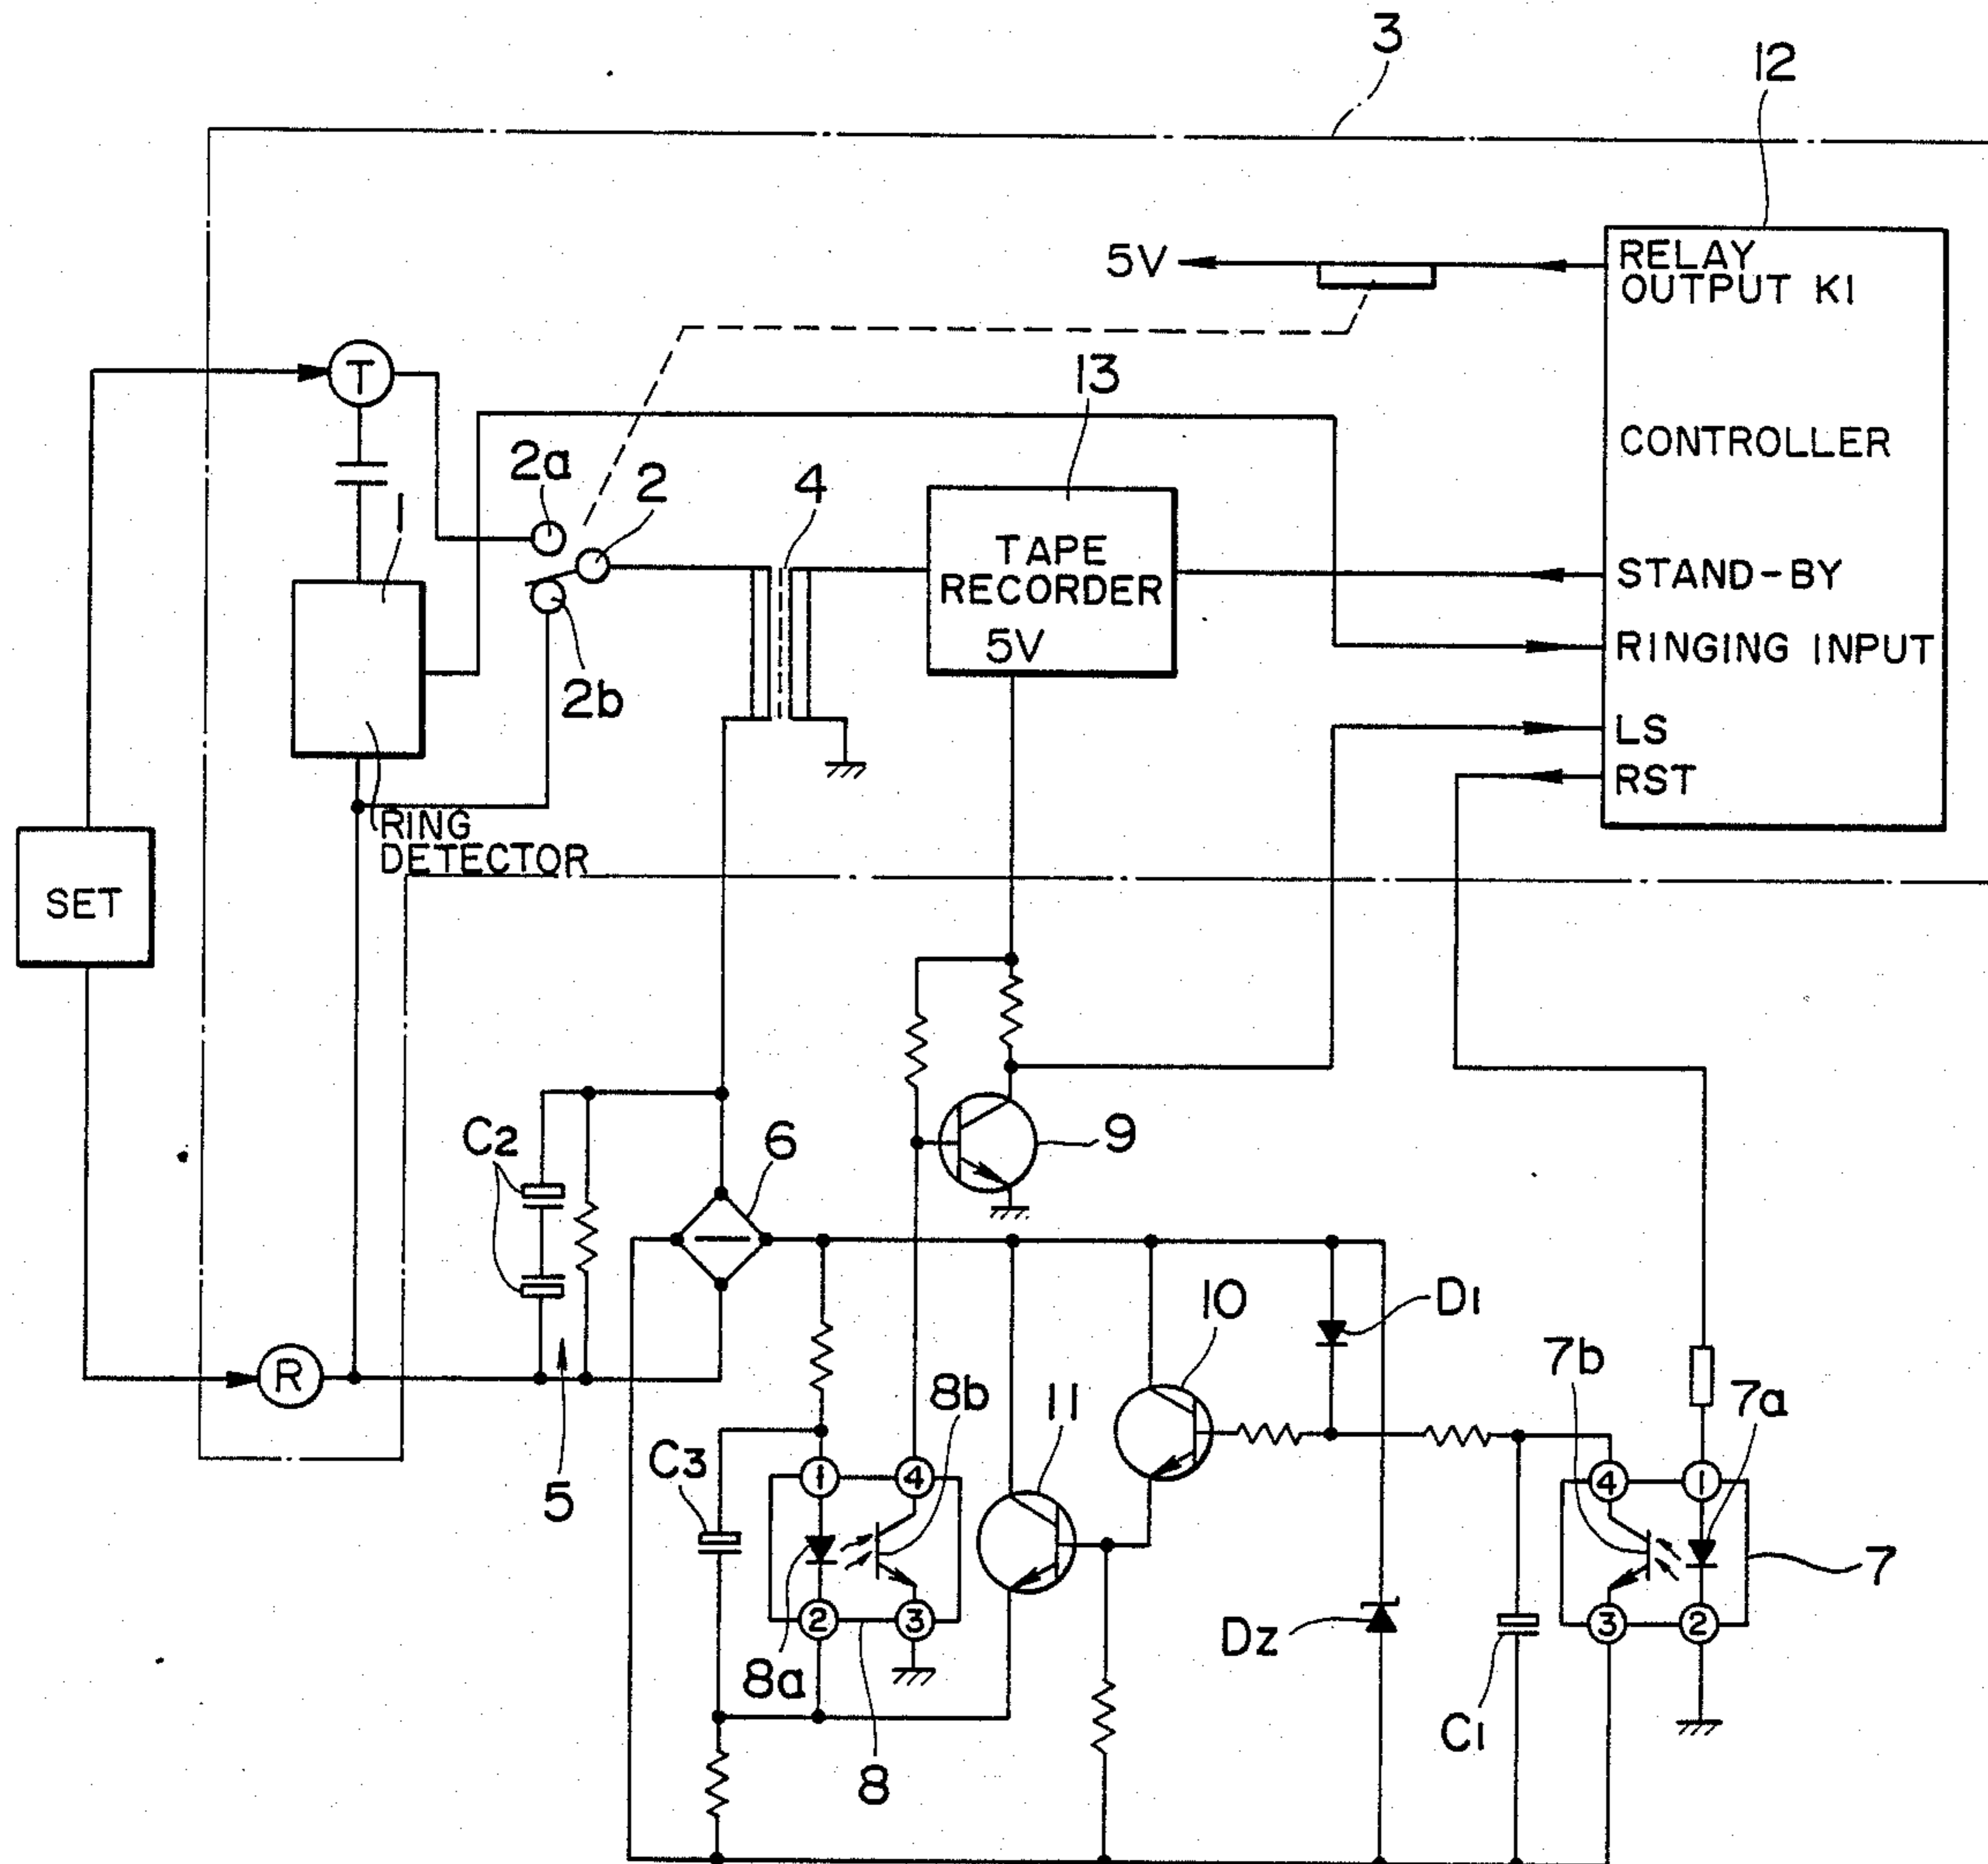 3
12
5V
RELAY
OUTPUT K1
T
13
CONTROLLER
2a
2
4
1
TAPE
RECORDER
5V
STAND-BY
RINGING INPUT
2b
LS
RST
RING
DETECTOR
SET
C2
6
9
D1
10
7b
R
8b
11
7a
C3
5
1
4
4
1
7
2
3
3
2
8a
Dz
C1
8